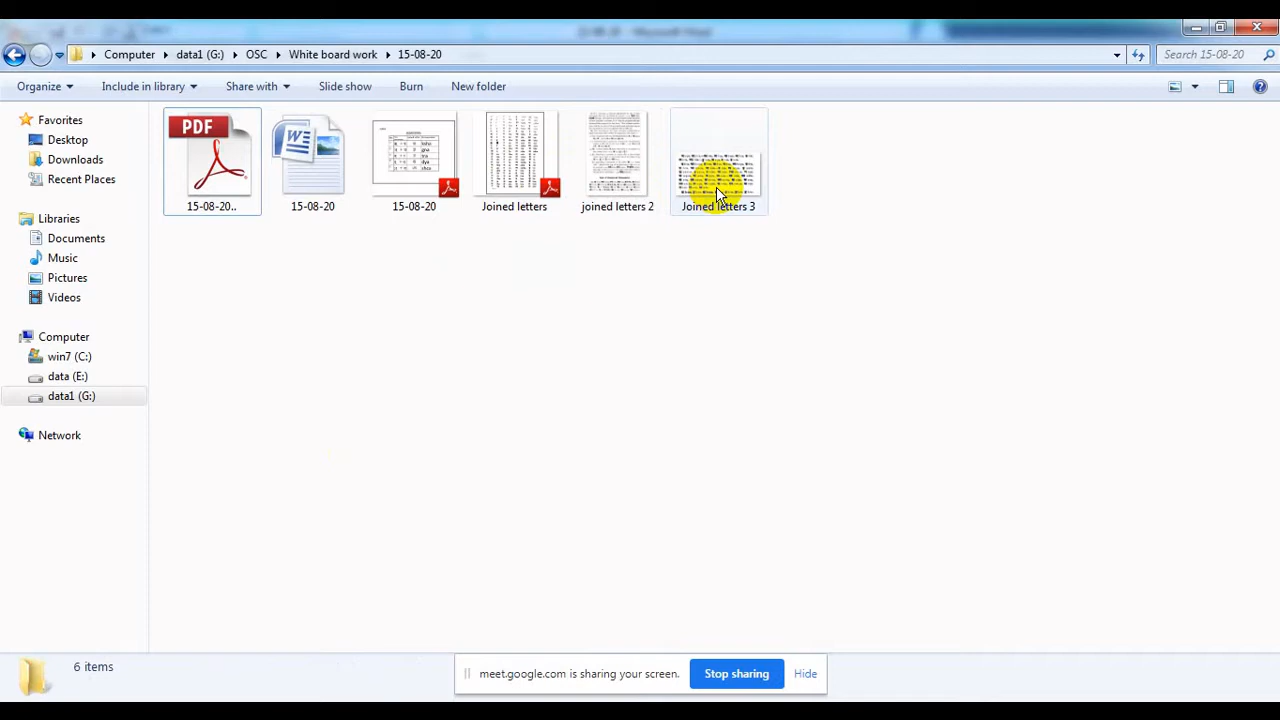 Computer data1 (G:) OSC White board work 15-08-20
Search 15-08-20
Organize Include in library Share with Slide show Burn New folder
Favorites
Desktop
Downloads
Recent Places
Libraries
Documents
Music
Pictures
Videos
Computer
win7 (C:)
data (E:)
data1 (G:)
Network
PDF
15-08-20..
15-08-20
15-08-20
Joined letters
joined letters 2
Joined letters 3
6 items
meet.google.com is sharing your screen.
Stop sharing
Hide